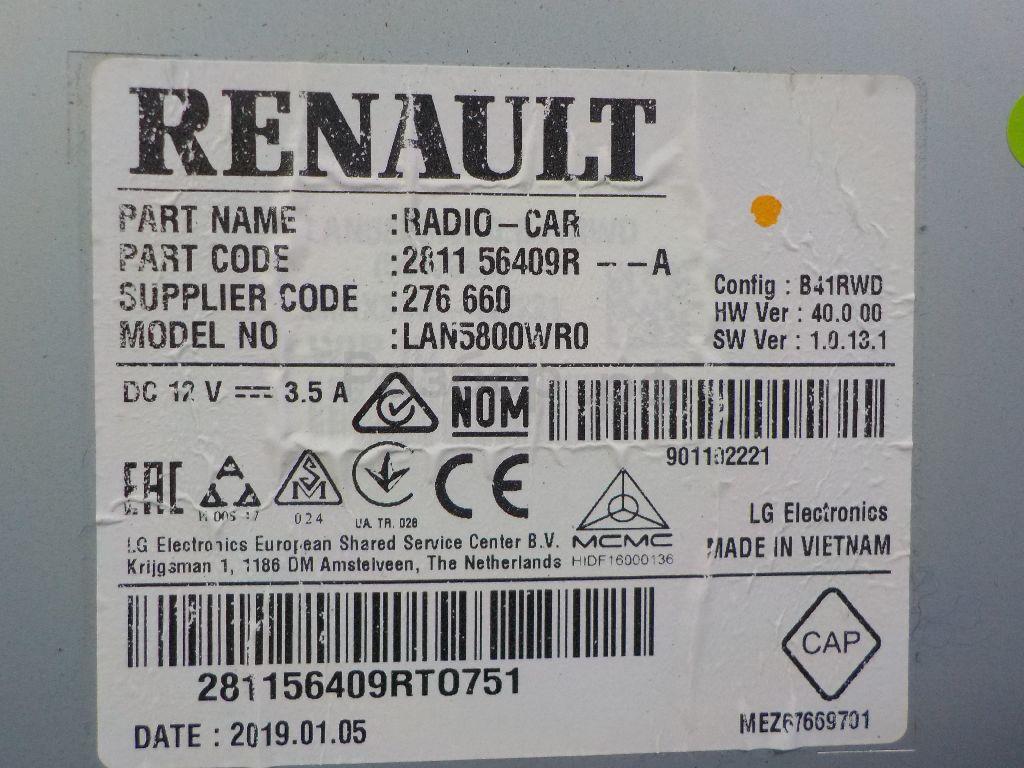 RENAULT
PART NAME :RADIO-CAR
PART CODE :2811 56409R --A
SUPPLIER CODE :276 660
MODEL NO :LAN5800WR0
Config : B41RWD
HW Ver : 40.0 00
SW Ver : 1.0.13.1
DC 12 V 3.5 A
NOM
901102221
EAC
CE
024
UA. TR. 028
MCMC
HIDF16000136
LG Electronics
MADE IN VIETNAM
LG Electronics European Shared Service Center B.V.
Krijgsman 1, 1186 DM Amstelveen, The Netherlands
281156409RT0751
CAP
DATE : 2019.01.05
MEZ67669701